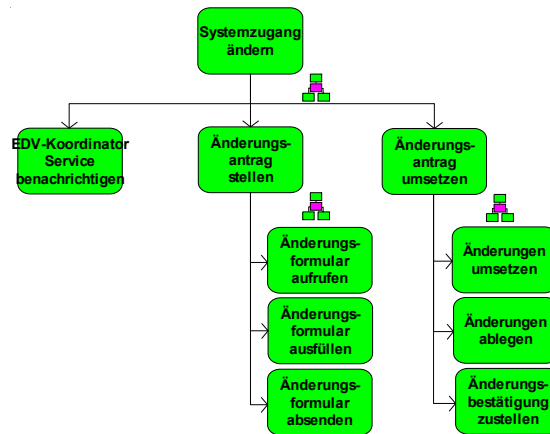 Systemzugang
ändern
EDV-Koordinator
Service
benachrichtigen
Änderungs-
antrag
stellen
Änderungs-
antrag
umsetzen
Änderungs-
formular
aufrufen
Änderungs-
formular
ausfüllen
Änderungs-
formular
absenden
Änderungen
umsetzen
Änderungen
ablegen
Änderungs-
bestätigung
zustellen